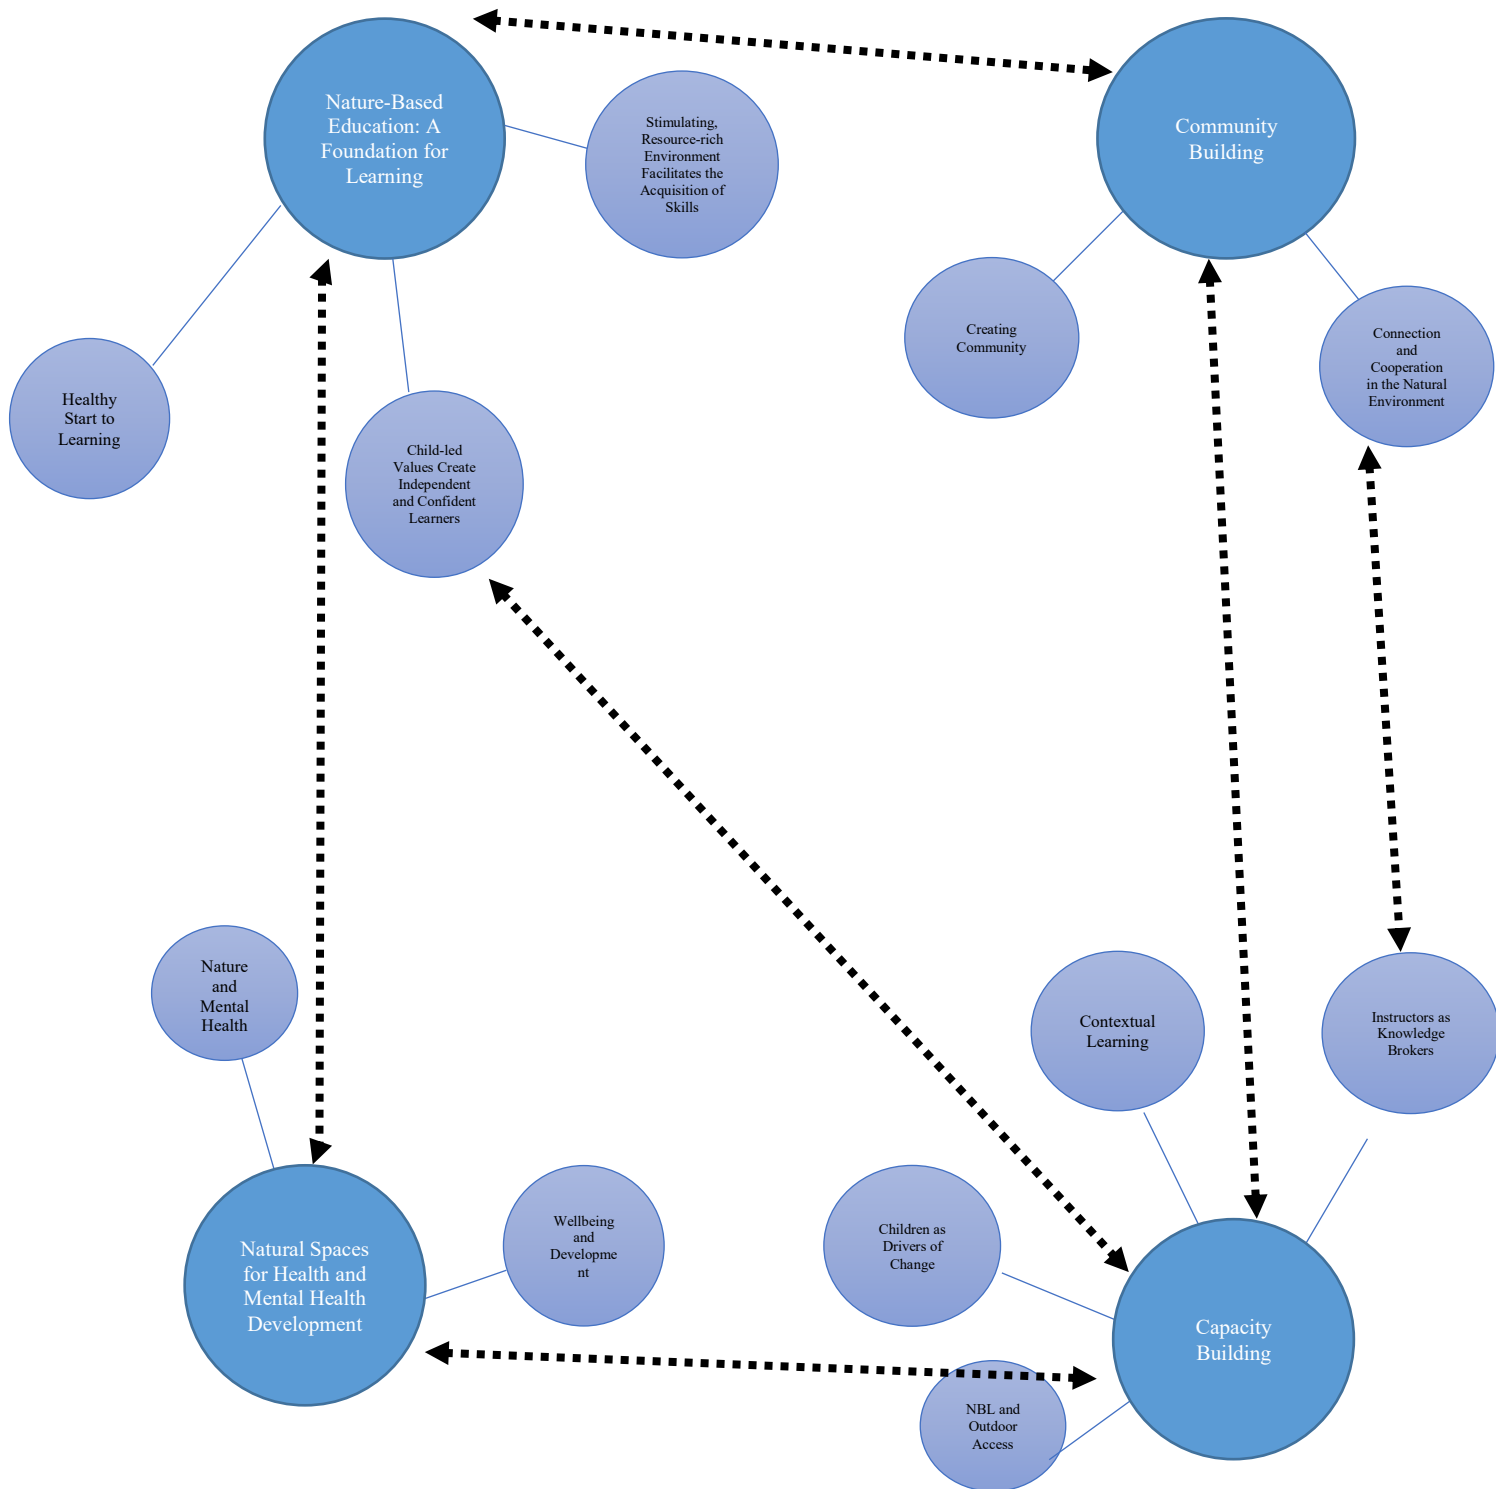 Nature-Based
Education: A
Foundation for
Learning
Stimulating,
Resource-rich
Environment
Facilitates the
Acquisition of
Skills
Community
Building
Healthy
Start to
Learning
Child-led
Values Create
Independent
and Confident
Learners
Creating
Community
Connection
and
Cooperation
in the Natural
Environment
Nature
and
Mental
Health
Contextual
Learning
Instructors as
Knowledge
Brokers
Natural Spaces
for Health and
Mental Health
Development
Wellbeing
and
Developme
nt
Children as
Drivers of
Change
Capacity
Building
NBL and
Outdoor
Access